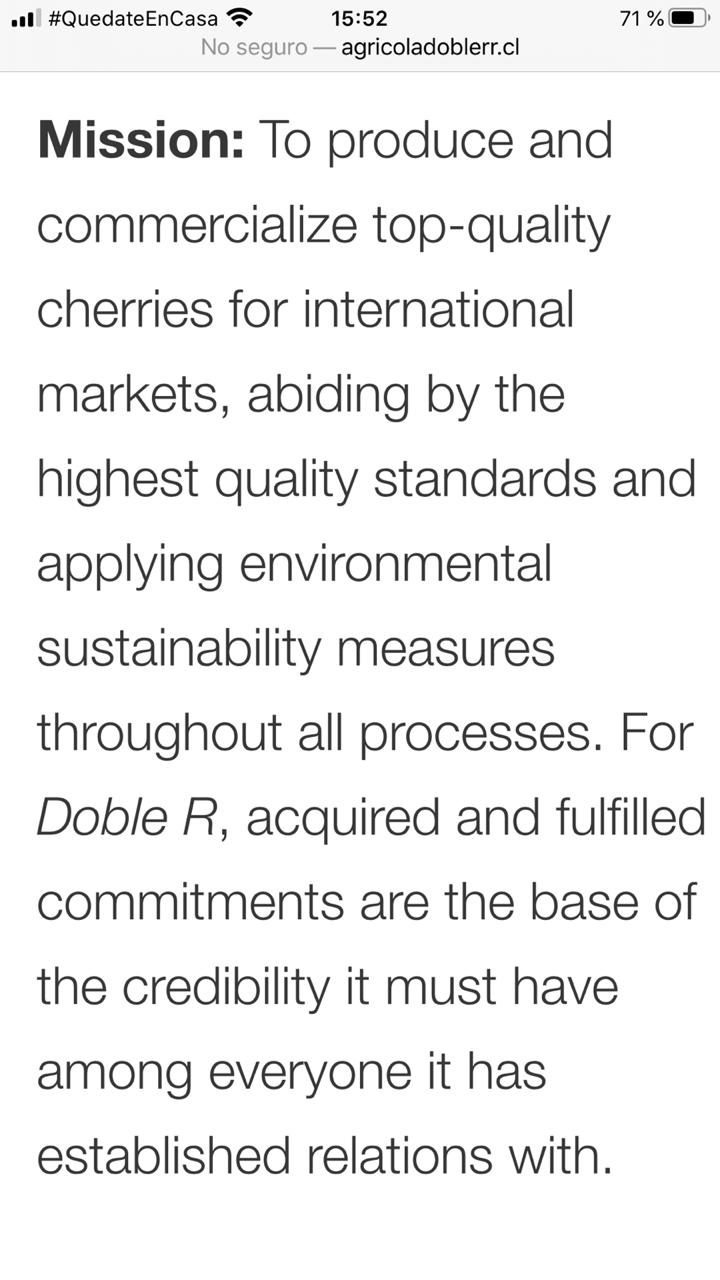 #QuedateEnCasa 15:52 71 %
No seguro — agricoladoblerr.cl
Mission: To produce and
commercialize top-quality
cherries for international
markets, abiding by the
highest quality standards and
applying environmental
sustainability measures
throughout all processes. For
Doble R, acquired and fulfilled
commitments are the base of
the credibility it must have
among everyone it has
established relations with.